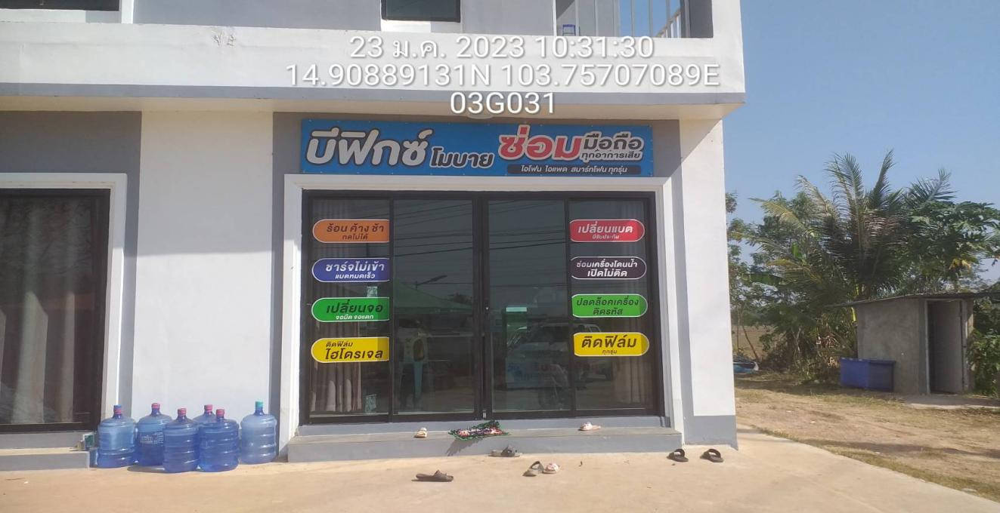 23 ม.ค. 2023 10:31:30
14.90889131N 103.75707089E
03G031
บีฟิกซ์ โมบาย ซ่อม มือถือ
ทุกอาการเสีย
ไอโฟน ไอแพด สมาร์ทโฟน ทุกรุ่น
ร้อน ค้าง ช้า
กดไม่ได้
ชาร์จไม่เข้า
แบตหมดเร็ว
เปลี่ยนจอ
จอมืด จอแตก
ติดฟิล์ม
ไฮโดรเจล
เปลี่ยนแบต
มีรับประกัน
ซ่อมเครื่องโดนน้ำ
เปิดไม่ติด
ปลดล็อคเครื่อง
ติดรหัส
ติดฟิล์ม
ทุกรุ่น